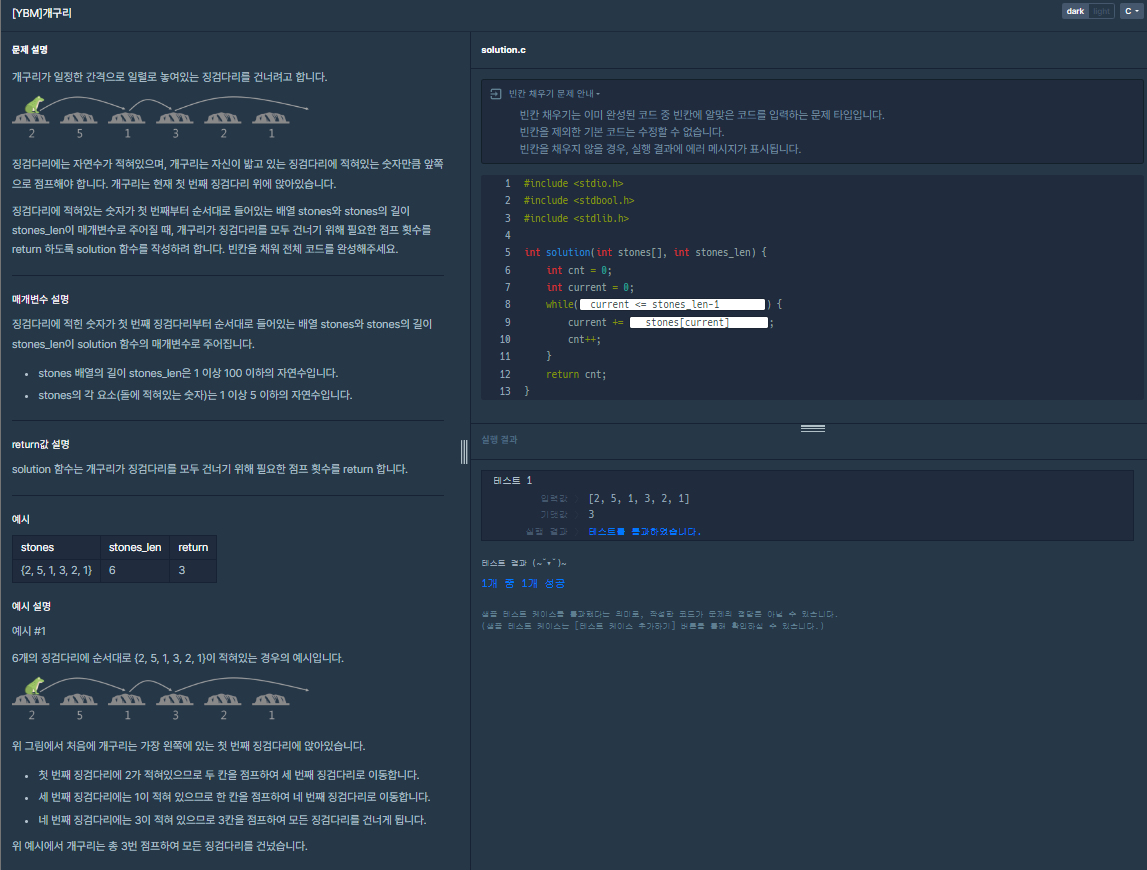 [YBM]개구리
dark light C
문제 설명
개구리가 일정한 간격으로 일렬로 놓여있는 징검다리를 건너려고 합니다.
2 5 1 3 2 1
징검다리에는 자연수가 적혀있으며, 개구리는 자신이 밟고 있는 징검다리에 적혀있는 숫자만큼 앞쪽
으로 점프해야 합니다. 개구리는 현재 첫 번째 징검다리 위에 앉아있습니다.
징검다리에 적혀있는 숫자가 첫 번째부터 순서대로 들어있는 배열 stones와 stones의 길이
stones_len이 매개변수로 주어질 때, 개구리가 징검다리를 모두 건너기 위해 필요한 점프 횟수를
return 하도록 solution 함수를 작성하려 합니다. 빈칸을 채워 전체 코드를 완성해주세요.
매개변수 설명
징검다리에 적힌 숫자가 첫 번째 징검다리부터 순서대로 들어있는 배열 stones와 stones의 길이
stones_len이 solution 함수의 매개변수로 주어집니다.
• stones 배열의 길이 stones_len은 1 이상 100 이하의 자연수입니다.
• stones의 각 요소(돌에 적혀있는 숫자)는 1 이상 5 이하의 자연수입니다.
return값 설명
solution 함수는 개구리가 징검다리를 모두 건너기 위해 필요한 점프 횟수를 return 합니다.
예시
stones stones_len return
{2, 5, 1, 3, 2, 1} 6 3
예시 설명
예시 #1
6개의 징검다리에 순서대로 {2, 5, 1, 3, 2, 1}이 적혀있는 경우의 예시입니다.
2 5 1 3 2 1
위 그림에서 처음에 개구리는 가장 왼쪽에 있는 첫 번째 징검다리에 앉아있습니다.
• 첫 번째 징검다리에 2가 적혀있으므로 두 칸을 점프하여 세 번째 징검다리로 이동합니다.
• 세 번째 징검다리에는 1이 적혀 있으므로 한 칸을 점프하여 네 번째 징검다리로 이동합니다.
• 네 번째 징검다리에는 3이 적혀 있으므로 3칸을 점프하여 모든 징검다리를 건너게 됩니다.
위 예시에서 개구리는 총 3번 점프하여 모든 징검다리를 건넜습니다.
solution.c
빈칸 채우기 문제 안내
빈칸 채우기는 이미 완성된 코드 중 빈칸에 알맞은 코드를 입력하는 문제 타입입니다.
빈칸을 제외한 기본 코드는 수정할 수 없습니다.
빈칸을 채우지 않을 경우, 실행 결과에 에러 메시지가 표시됩니다.
1 #include <stdio.h>
2 #include <stdbool.h>
3 #include <stdlib.h>
4
5 int solution(int stones[], int stones_len) {
6 int cnt = 0;
7 int current = 0;
8 while( current <= stones_len-1 ) {
9 current += stones[current] ;
10 cnt++;
11 }
12 return cnt;
13 }
실행 결과
테스트 1
입력값 [2, 5, 1, 3, 2, 1]
기댓값 3
실행 결과 테스트를 통과하였습니다.
테스트 결과 (~˘▾˘)~
1개 중 1개 성공
샘플 테스트 케이스를 통과했다는 의미로, 작성한 코드가 문제의 정답은 아닐 수 있습니다.
(샘플 테스트 케이스는 [테스트 케이스 추가하기] 버튼을 통해 확인하실 수 있습니다.)